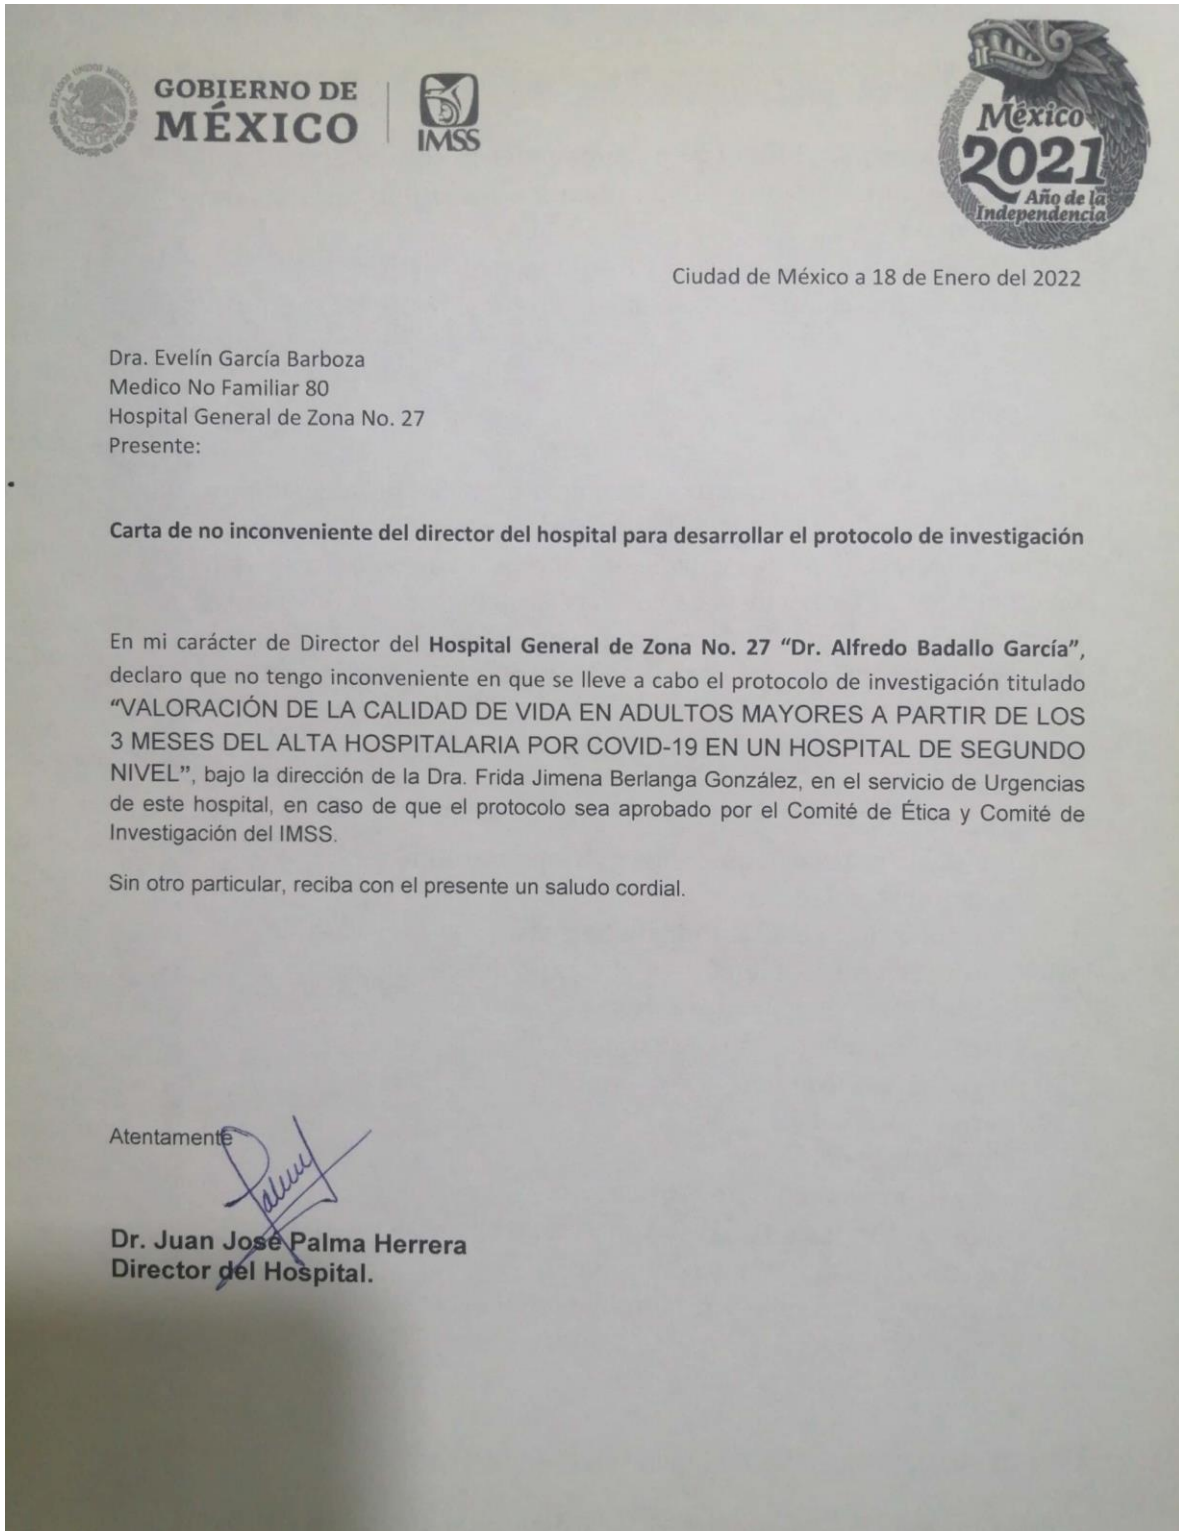 ESTADOS UNIDOS MEXICANOS
GOBIERNO DE
MÉXICO
IMSS
México
2021
Año de la
Independencia
Ciudad de México a 18 de Enero del 2022
Dra. Evelín García Barboza
Medico No Familiar 80
Hospital General de Zona No. 27
Presente:
Carta de no inconveniente del director del hospital para desarrollar el protocolo de investigación
En mi carácter de Director del Hospital General de Zona No. 27 “Dr. Alfredo Badallo García”,
declaro que no tengo inconveniente en que se lleve a cabo el protocolo de investigación titulado
“VALORACIÓN DE LA CALIDAD DE VIDA EN ADULTOS MAYORES A PARTIR DE LOS
3 MESES DEL ALTA HOSPITALARIA POR COVID-19 EN UN HOSPITAL DE SEGUNDO
NIVEL”, bajo la dirección de la Dra. Frida Jimena Berlanga González, en el servicio de Urgencias
de este hospital, en caso de que el protocolo sea aprobado por el Comité de Ética y Comité de
Investigación del IMSS.
Sin otro particular, reciba con el presente un saludo cordial.
Atentamente
Palma
Dr. Juan José Palma Herrera
Director del Hospital.